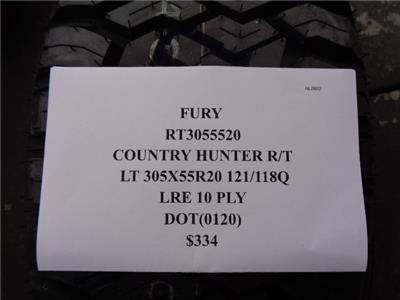 FURY
RT3055520
COUNTRY HUNTER R/T
LT 305X55R20 121/118Q
LRE 10 PLY
DOT(0120)
$334